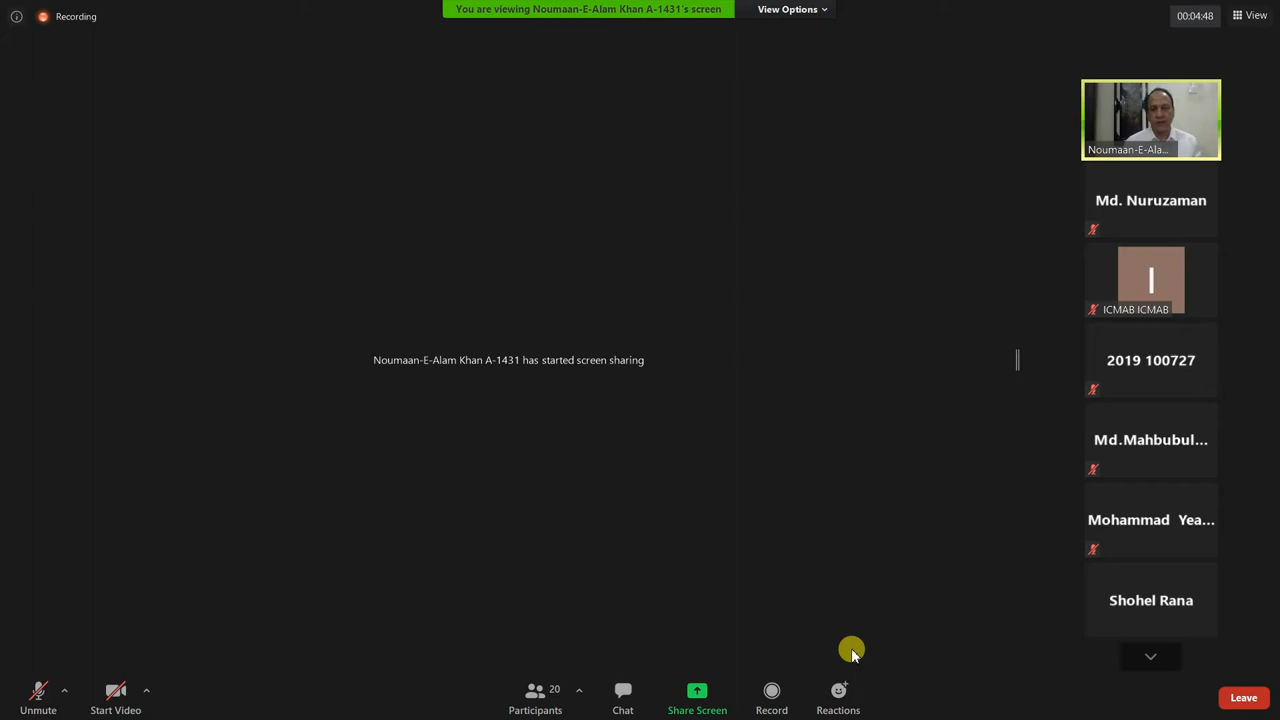 Recording
You are viewing Noumaan-E-Alam Khan A-1431's screen
View Options
00:04:48
View
Noumaan-E-Ala...
Md. Nuruzaman
I
ICMAB ICMAB
Noumaan-E-Alam Khan A-1431 has started screen sharing
2019 100727
Md.Mahbubul...
Mohammad Yea...
Shohel Rana
Unmute
Start Video
20
Participants
Chat
Share Screen
Record
Reactions
Leave